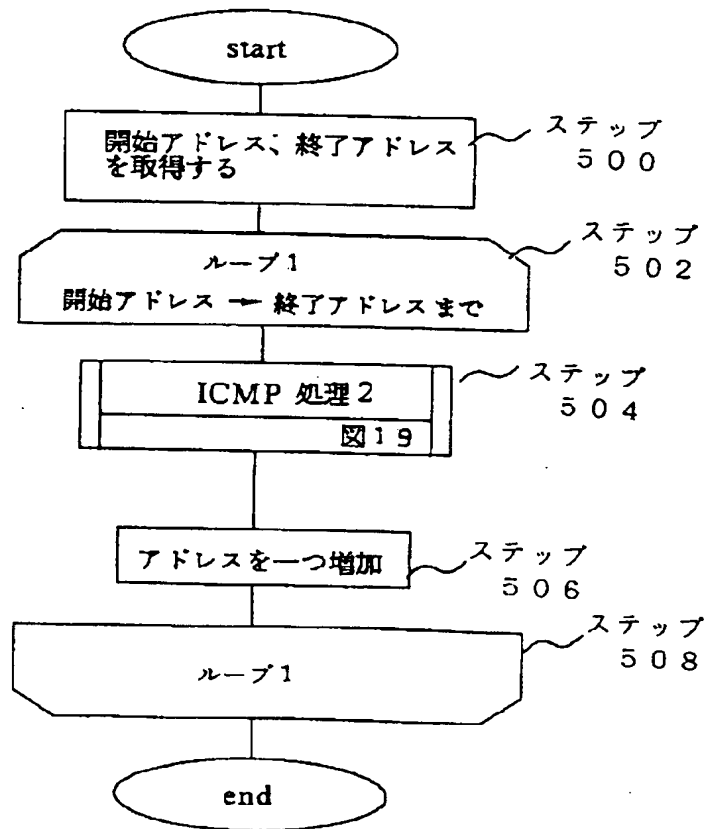 start
開始アドレス、終了アドレス
を取得する
ステップ
500
ループ1
開始アドレス → 終了アドレスまで
ステップ
502
ICMP 処理2
図19
ステップ
504
アドレスを一つ増加
ステップ
506
ループ1
ステップ
508
end